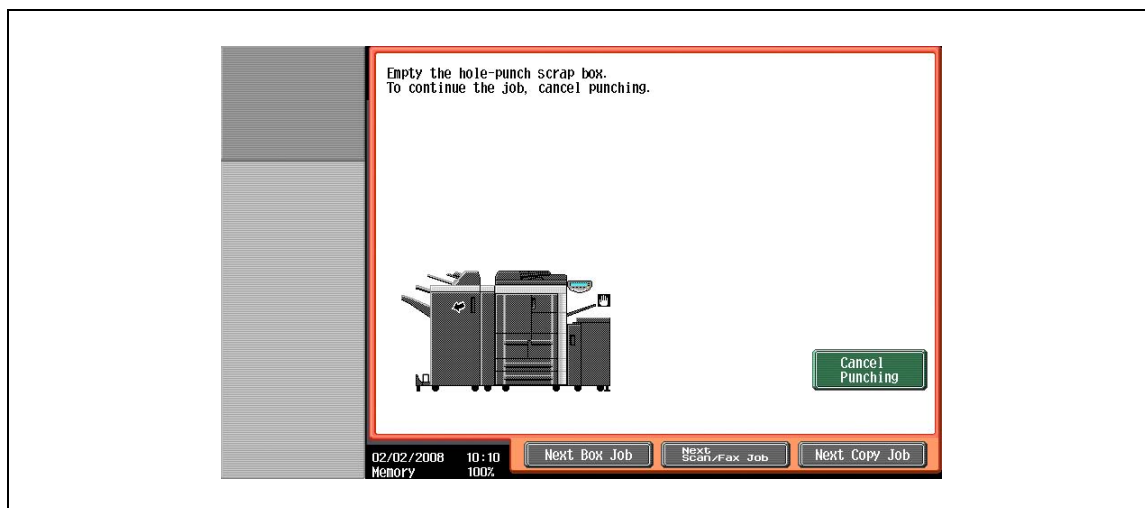 Empty the hole-punch scrap box.
To continue the job, cancel punching.
Cancel
Punching
02/02/2008 10:10
Memory 100%
Next Box Job
Next
Scan/Fax Job
Next Copy Job